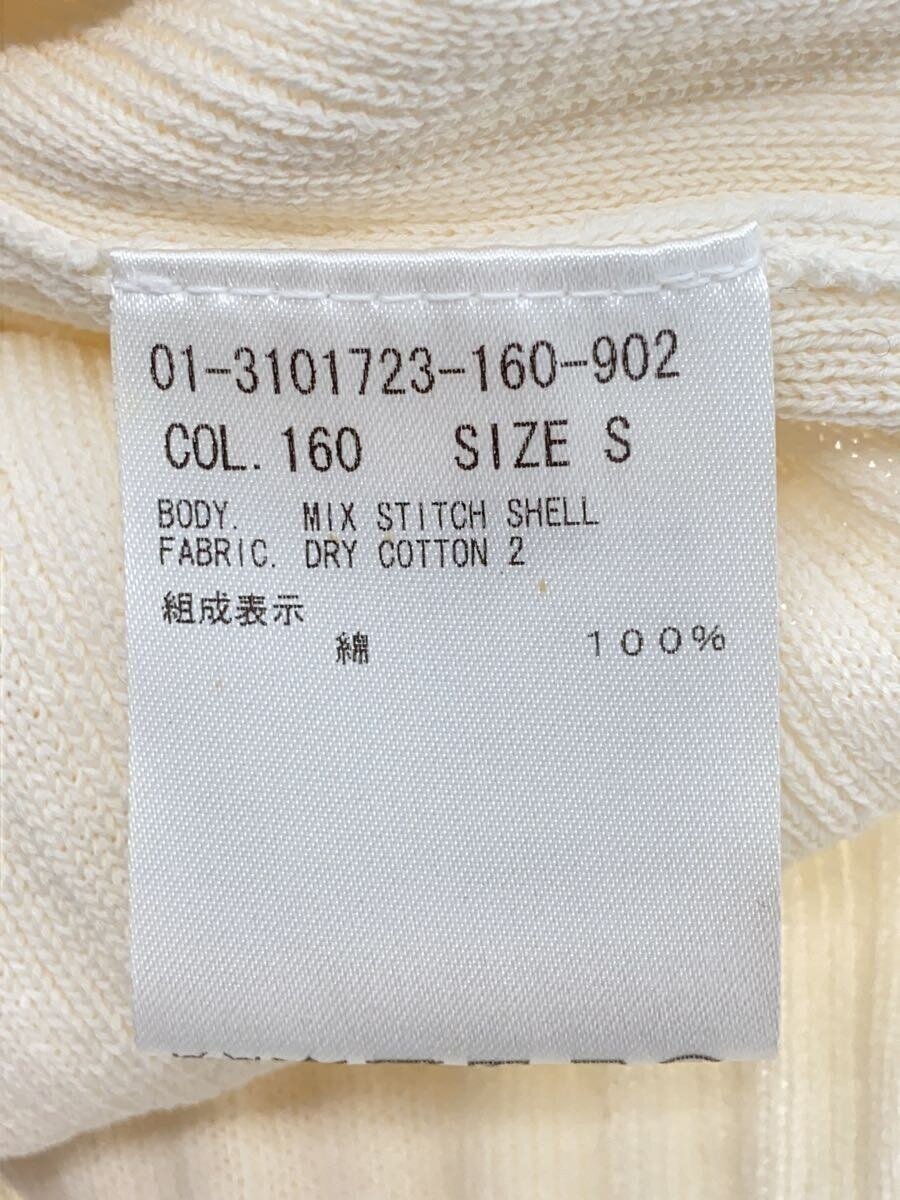 01-3101723-160-902
COL. 160 SIZE S
BODY. MIX STITCH SHELL
FABRIC. DRY COTTON 2
組成表示
綿 100%